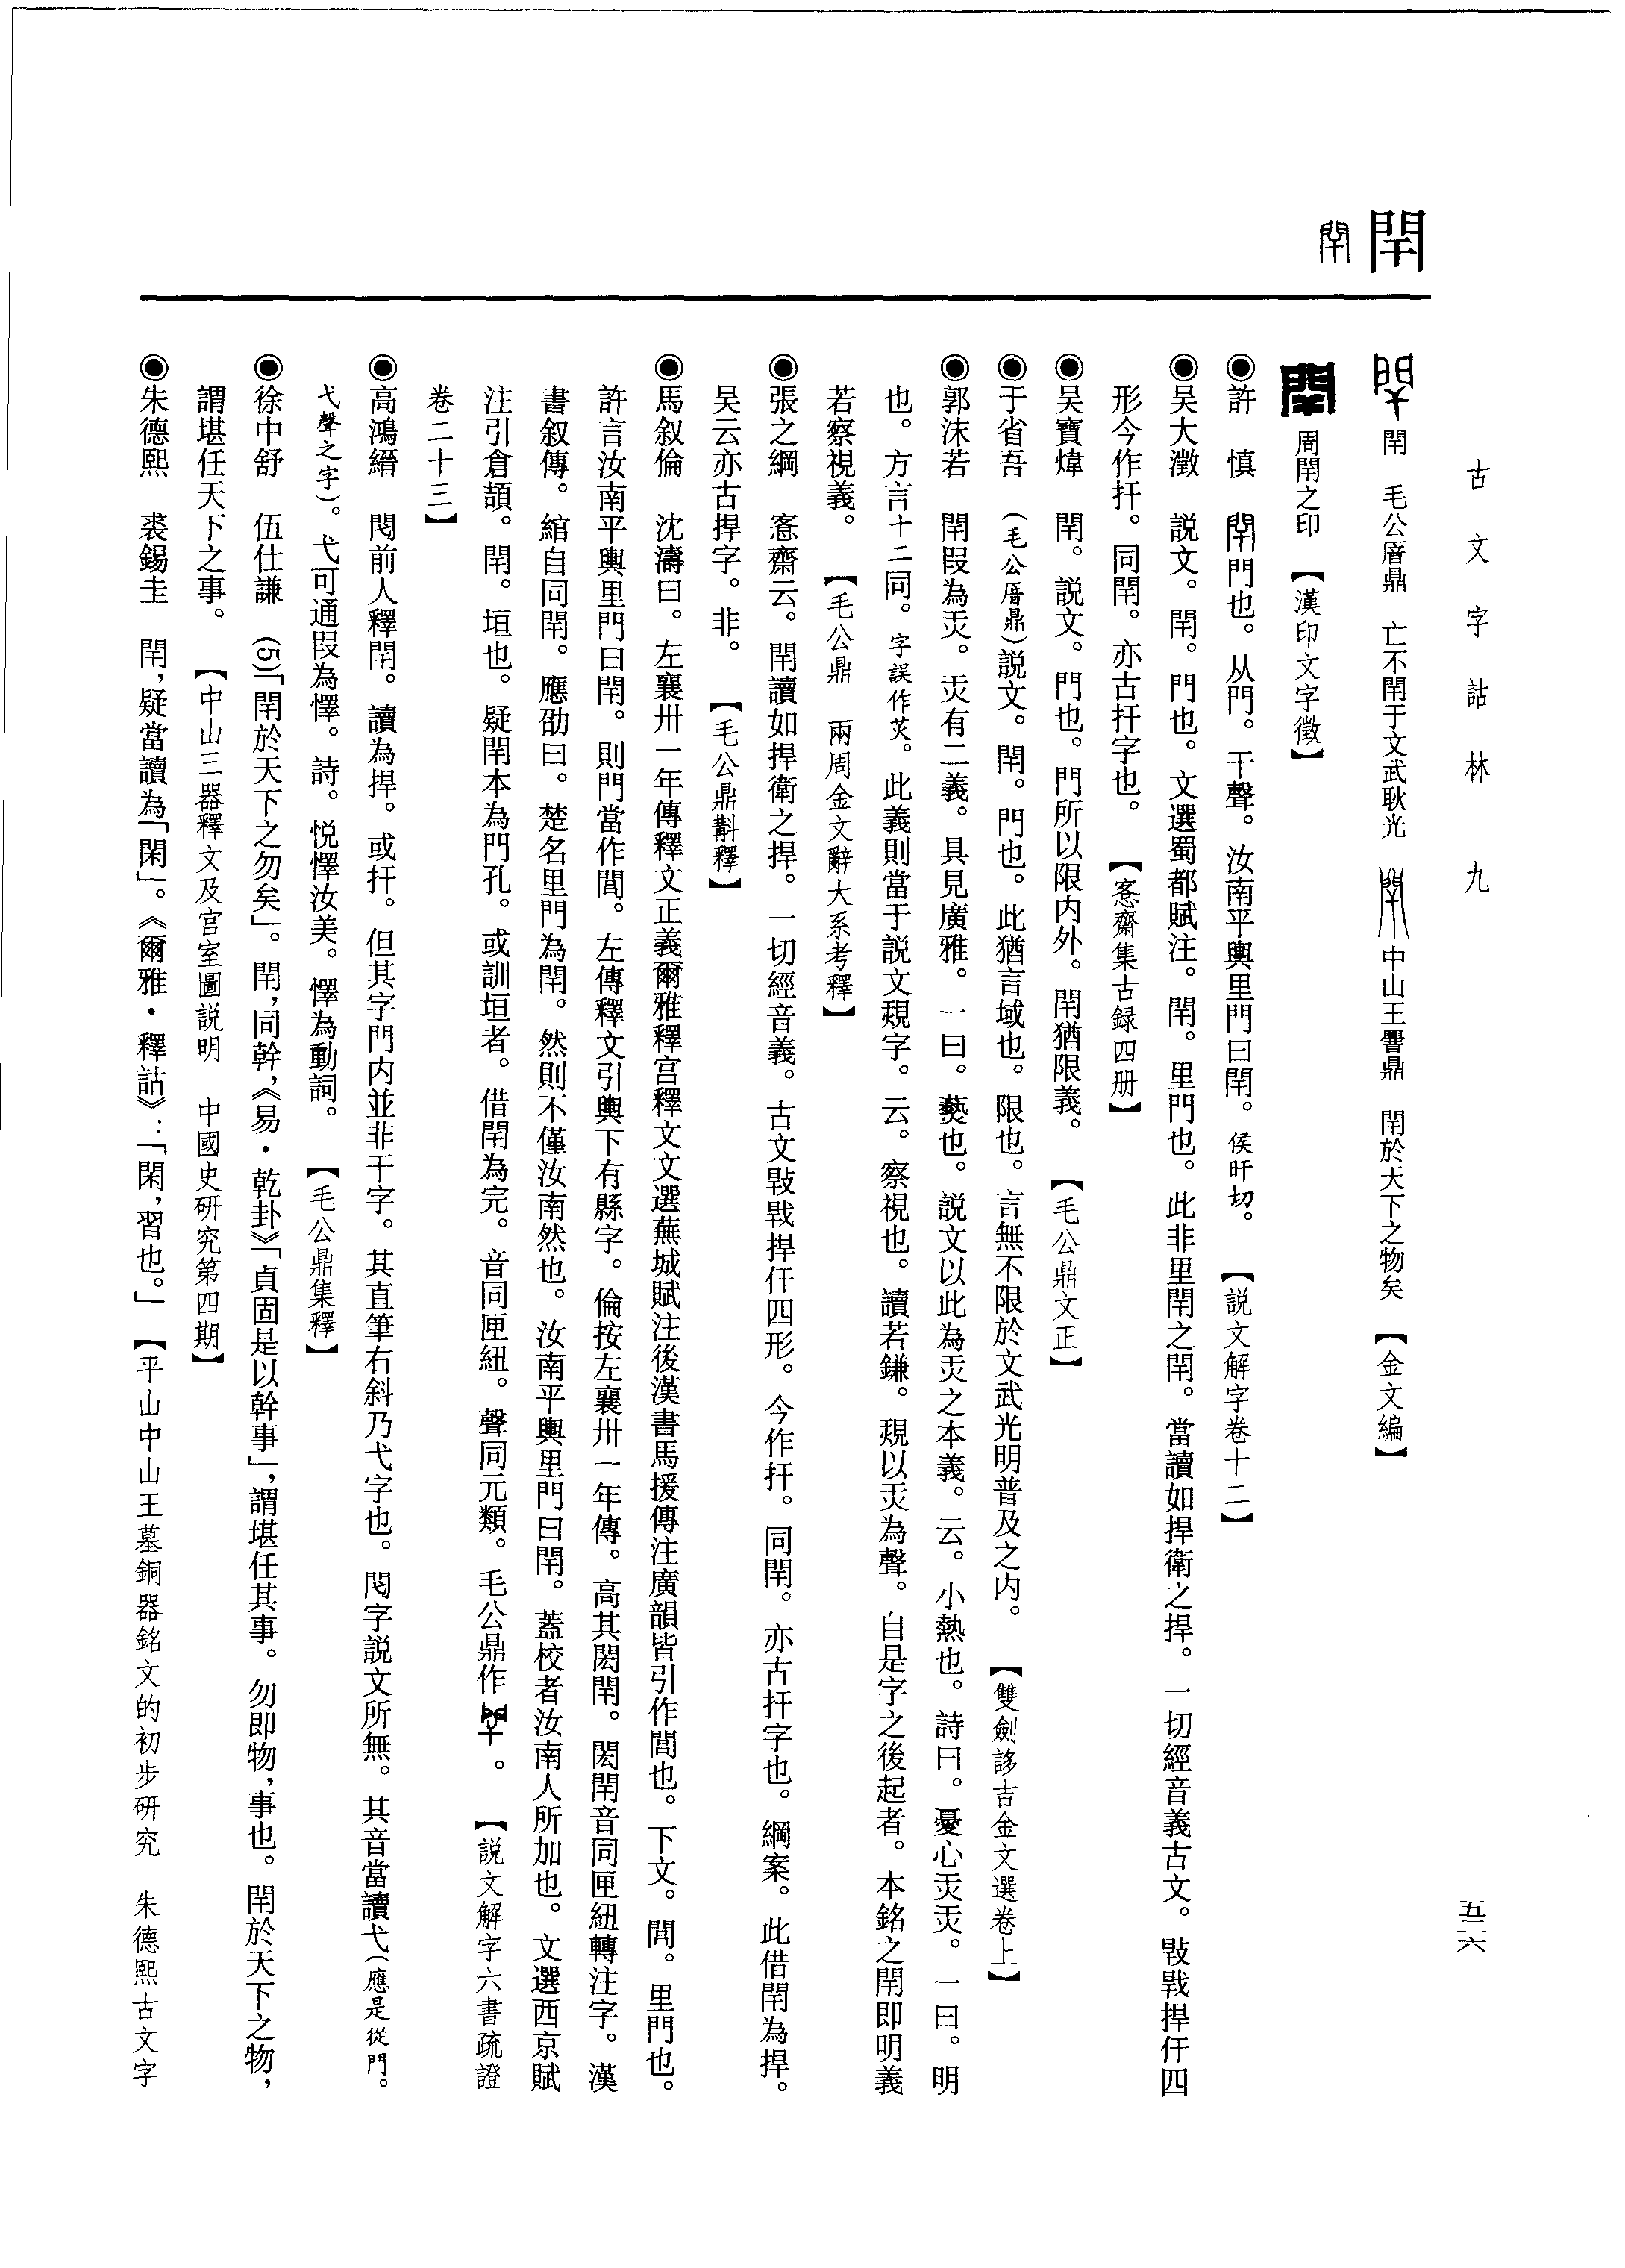 古文字詁林 九
五二六
閈
閈 毛公厝鼎 亡不閈于文武耿光 中山王𰯼鼎 閈於天下之物矣 【金文編】
周閈之印 【漢印文字徵】
◉許 慎 閈門也。从門。干聲。汝南平輿里門曰閈。侯旰切。 【説文解字卷十二】
◉吴大澂 説文。閈。門也。文選蜀都賦注。閈。里門也。此非里閈之閈。當讀如捍衛之捍。一切經音義古文。𢻹戰捍仠四
形今作扞。同閈。亦古扞字也。 【愙齋集古録四册】
◉吴寶煒 閈。説文。門也。門所以限内外。閈猶限義。 【毛公鼎文正】
◉于省吾 (毛公厝鼎)説文。閈。門也。此猶言域也。限也。言無不限於文武光明普及之内。 【雙劍誃吉金文選卷上】
◉郭沫若 閈叚為炗。炗有二義。具見廣雅。一曰。爇也。説文以此為炗之本義。云。小熱也。詩曰。憂心炗炗。一曰。明
也。方言十二同。字誤作炗。此義則當于説文覢字。云。察視也。讀若鎌。覢以炗為聲。自是字之後起者。本銘之閈即明義
若察視義。 【毛公鼎 兩周金文辭大系考釋】
◉張之綱 愙齋云。閈讀如捍衛之捍。一切經音義。古文𢻹戰捍仠四形。今作扞。同閈。亦古扞字也。綱案。此借閈為捍。
吴云亦古捍字。非。 【毛公鼎斠釋】
◉馬叙倫 沈濤曰。左襄卅一年傳釋文正義爾雅釋宫釋文文選蕪城賦注後漢書馬援傳注廣韻皆引作閭也。下文。閭。里門也。
許言汝南平輿里門曰閈。則門當作閭。左傳釋文引輿下有縣字。倫按左襄卅一年傳。高其閎閈。閎閈音同匣紐轉注字。漢
書叙傳。綰自同閈。應劭曰。楚名里門為閈。然則不僅汝南然也。汝南平輿里門曰閈。蓋校者汝南人所加也。文選西京賦
注引倉頡。閈。垣也。疑閈本為門孔。或訓垣者。借閈為完。音同匣紐。聲同元類。毛公鼎作。 【説文解字六書疏證
卷二十三】
◉高鴻縉 閔前人釋閈。讀為捍。或扞。但其字門内並非干字。其直筆右斜乃弋字也。閔字説文所無。其音當讀弋(應是從門。
弋聲之字)。弋可通叚為懌。詩。悦懌汝美。懌為動詞。 【毛公鼎集釋】
◉徐中舒 伍仕謙 (5)「閈於天下之勿矣」。閈,同幹,《易·乾卦》「貞固是以幹事」,謂堪任其事。勿即物,事也。閈於天下之物,
謂堪任天下之事。 【中山三器釋文及宫室圖説明 中國史研究第四期】
◉朱德熙 裘錫圭 閈,疑當讀為「閑」。《爾雅·釋詁》:「閑,習也。」 【平山中山王墓銅器銘文的初步研究 朱德熙古文字